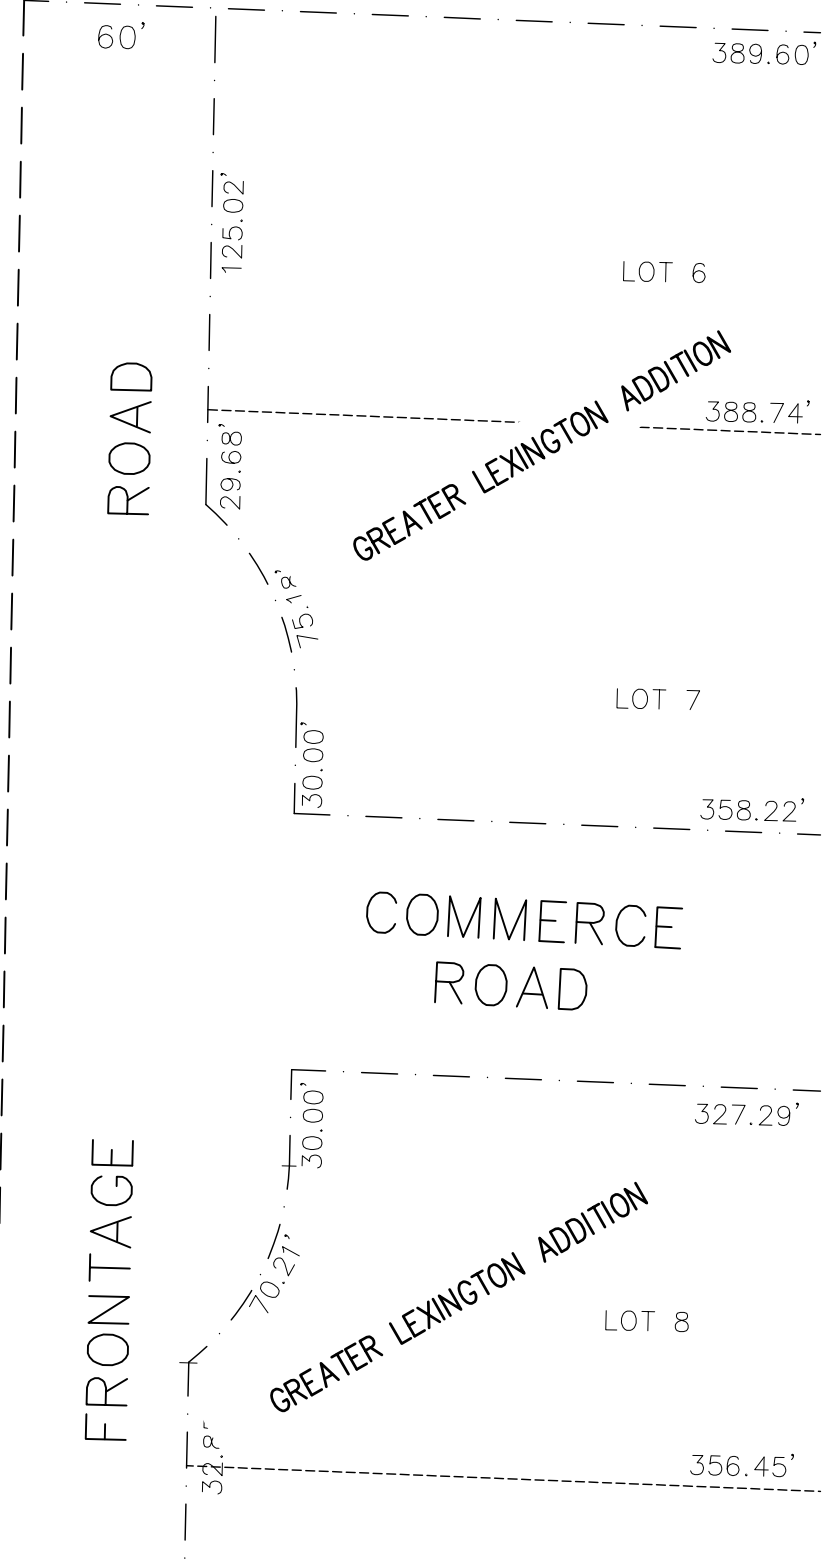 60'
389.60'
125.02'
LOT 6
ROAD
GREATER LEXINGTON ADDITION
388.74'
29.68'
LOT 7
30.00'
358.22'
COMMERCE
ROAD
327.29'
30.00'
FRONTAGE
GREATER LEXINGTON ADDITION
70.21'
LOT 8
356.45'